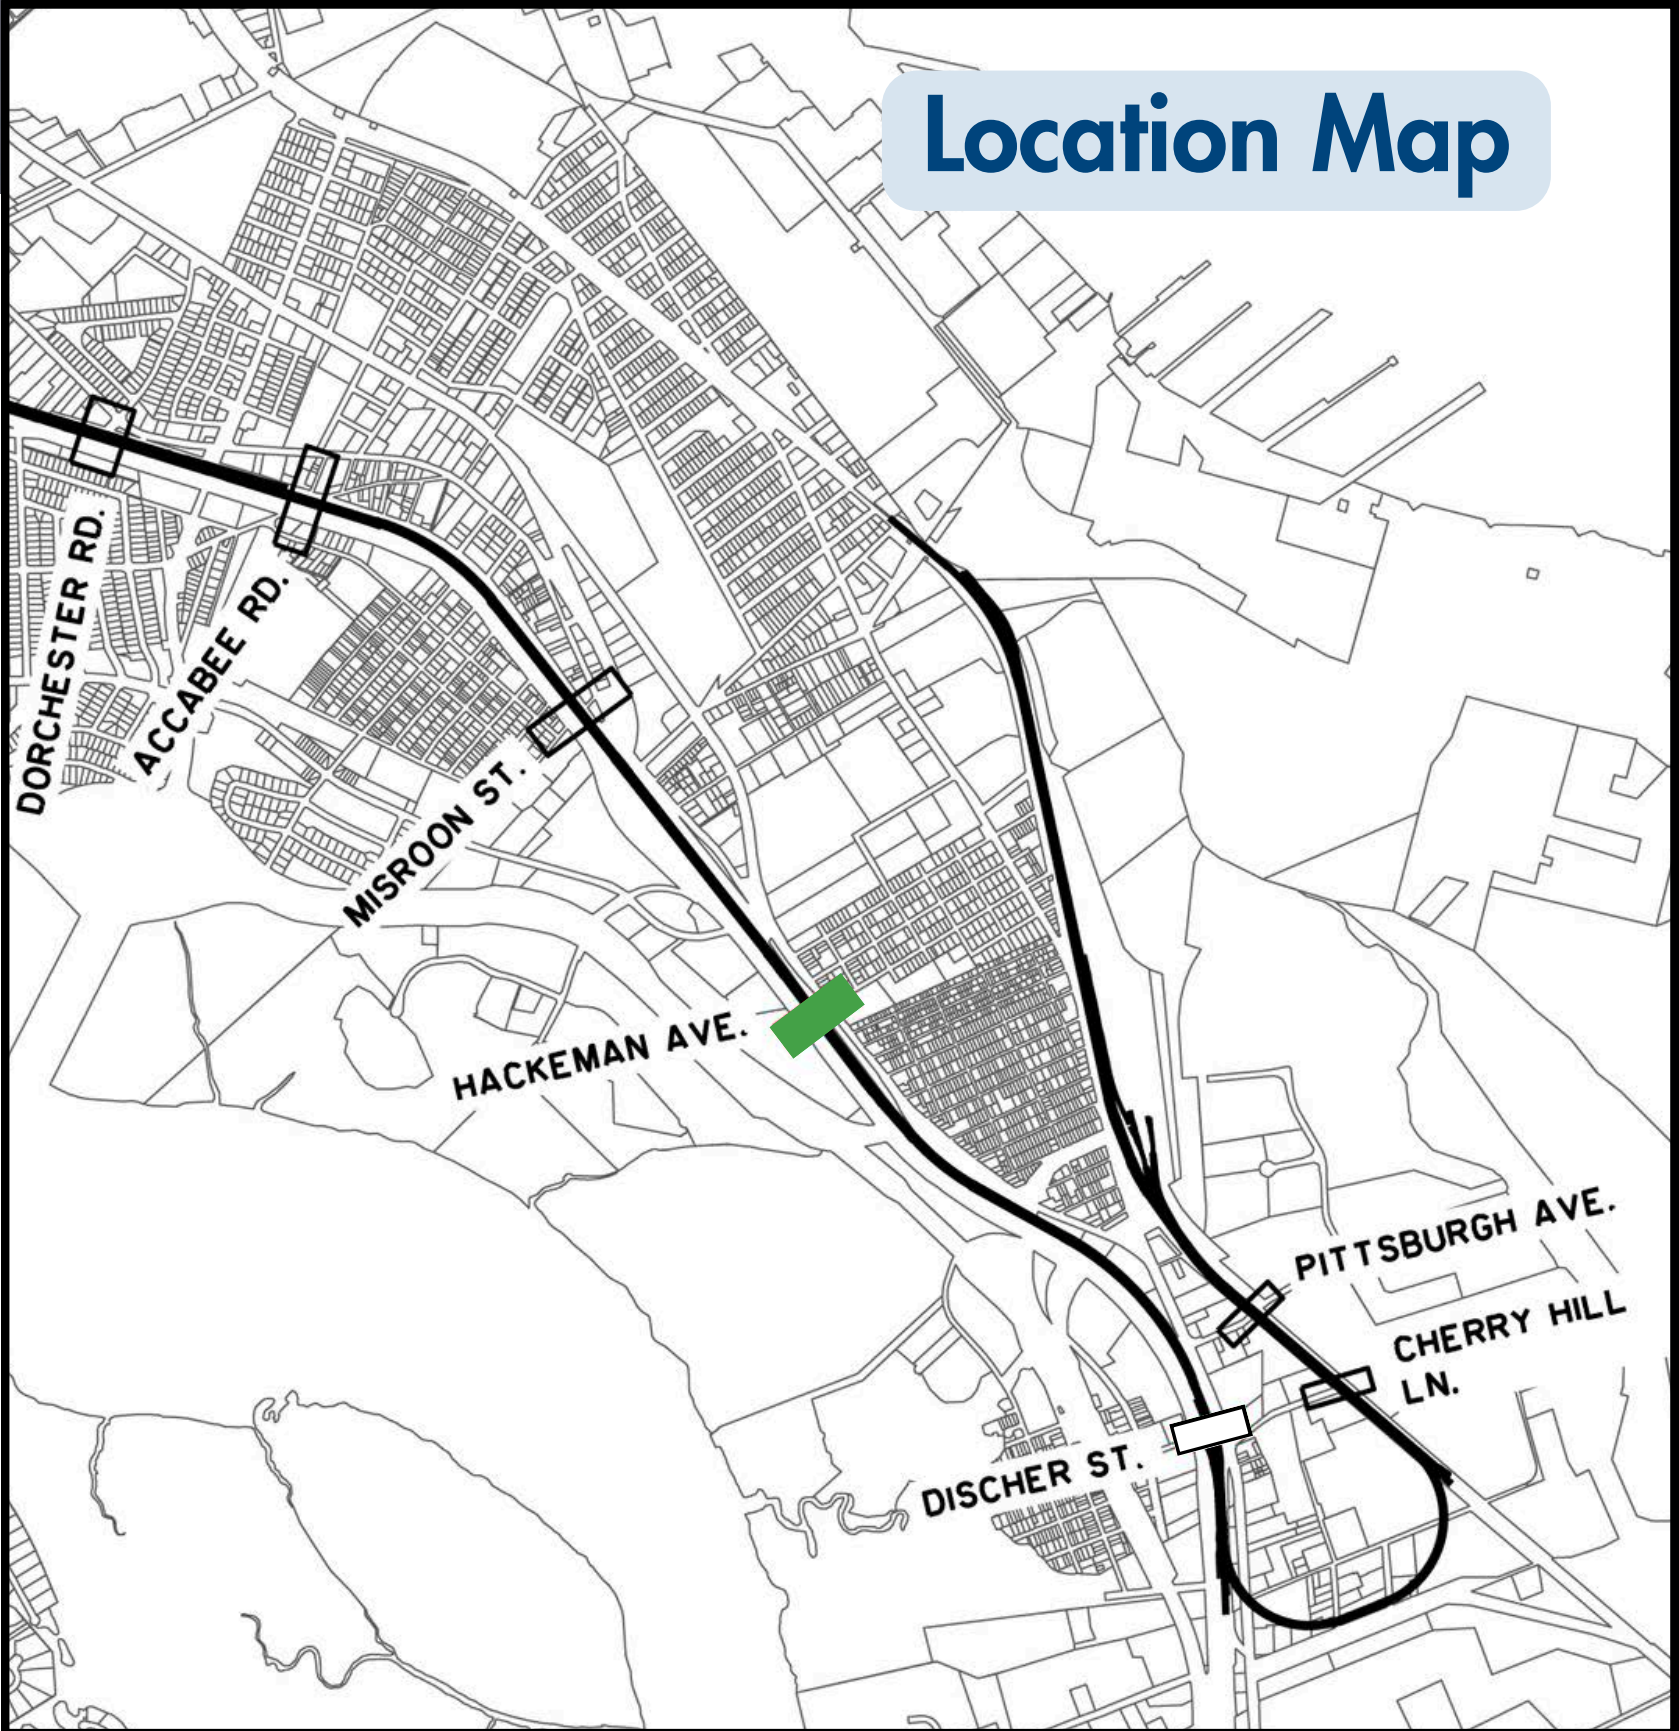 Location Map
DORCHESTER RD.
ACCABEE RD.
MISROON ST.
HACKEMAN AVE.
PITTSBURGH AVE.
CHERRY HILL
LN.
DISCHER ST.